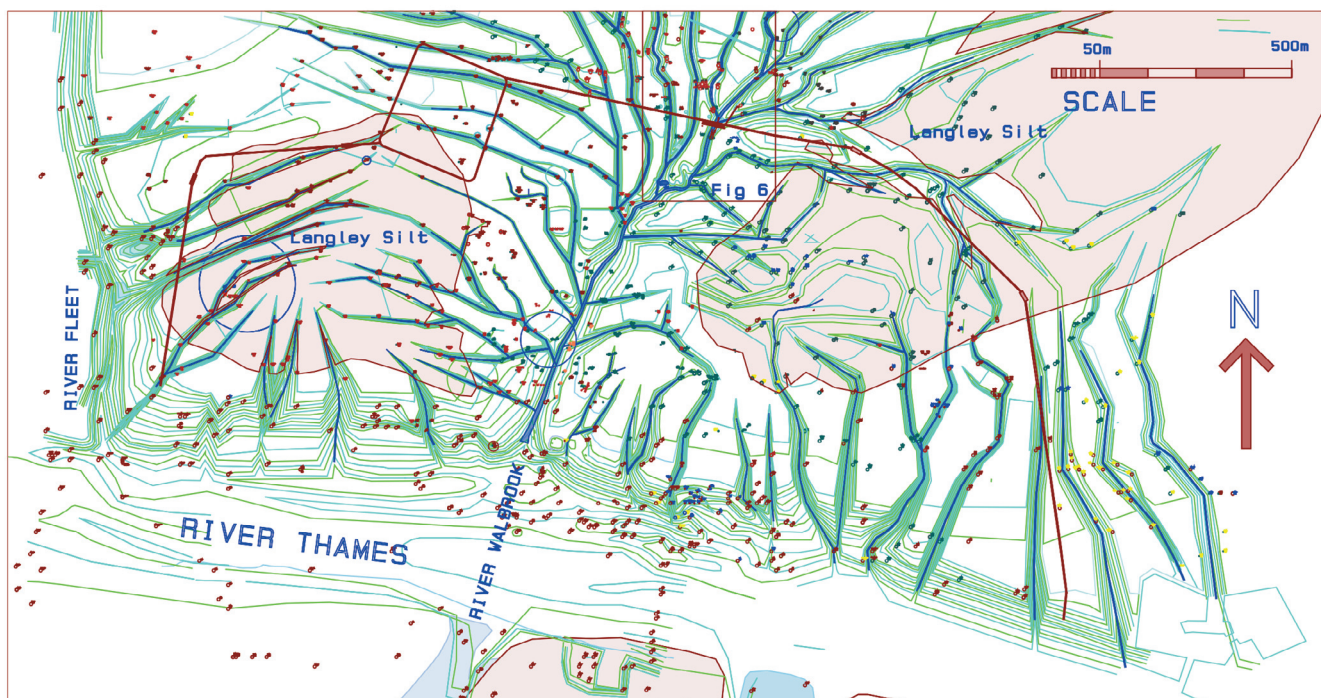 50m
500m
SCALE
Langley Silt
Fig 6
Langley Silt
N
RIVER FLEET
RIVER WALBROOK
RIVER THAMES